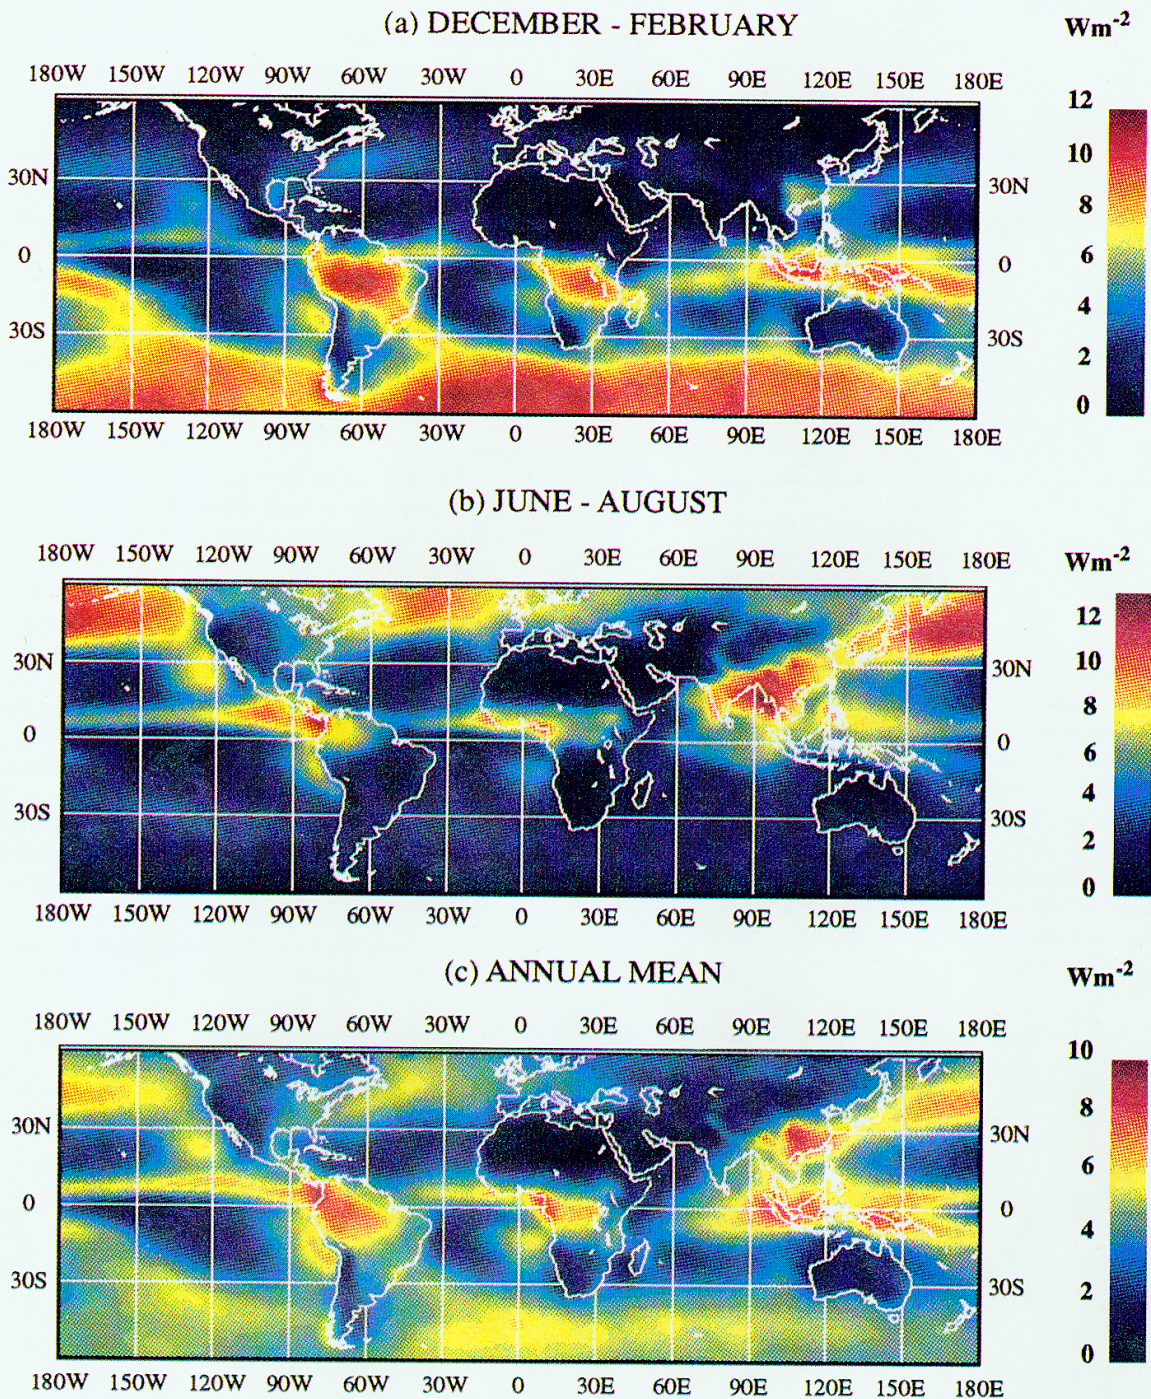 (a) DECEMBER - FEBRUARY Wm-2
180W 150W 120W 90W 60W 30W 0 30E 60E 90E 120E 150E 180E
12
10
30N 30N
8
6
0 0
4
30S 30S
2
0
180W 150W 120W 90W 60W 30W 0 30E 60E 90E 120E 150E 180E
(b) JUNE - AUGUST
180W 150W 120W 90W 60W 30W 0 30E 60E 90E 120E 150E 180E Wm-2
12
30N 30N 10
8
0 0 6
4
30S 30S
2
0
180W 150W 120W 90W 60W 30W 0 30E 60E 90E 120E 150E 180E
(c) ANNUAL MEAN Wm-2
180W 150W 120W 90W 60W 30W 0 30E 60E 90E 120E 150E 180E
10
8
30N 30N
6
0 0
4
30S 30S 2
0
180W 150W 120W 90W 60W 30W 0 30E 60E 90E 120E 150E 180E